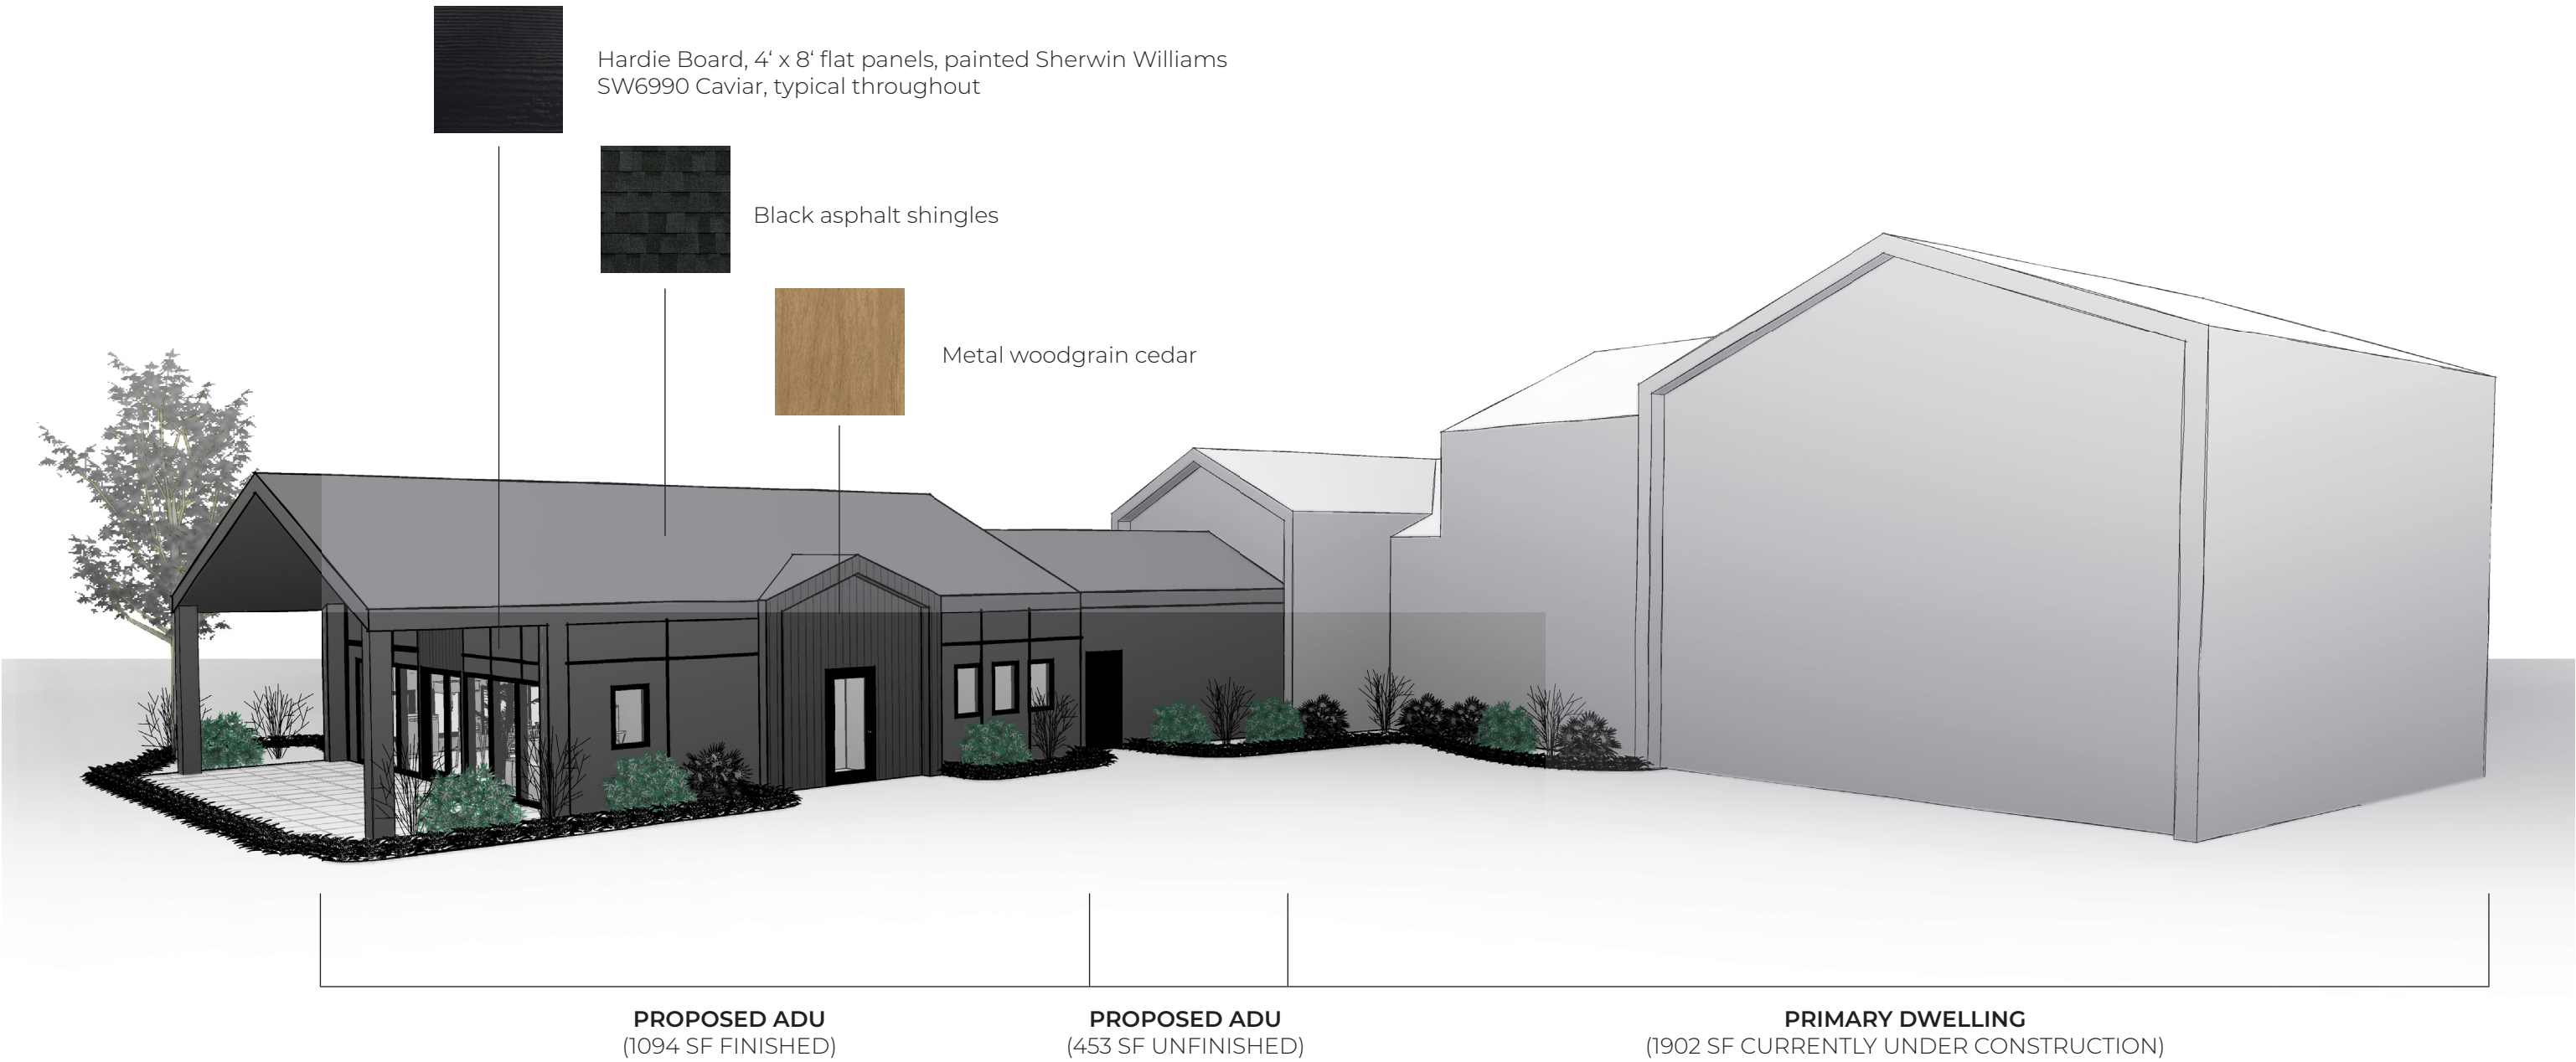 Hardie Board, 4‘ x 8‘ flat panels, painted Sherwin Williams
SW6990 Caviar, typical throughout
Black asphalt shingles
Metal woodgrain cedar
PROPOSED ADU
(1094 SF FINISHED)
PROPOSED ADU
(453 SF UNFINISHED)
PRIMARY DWELLING
(1902 SF CURRENTLY UNDER CONSTRUCTION)